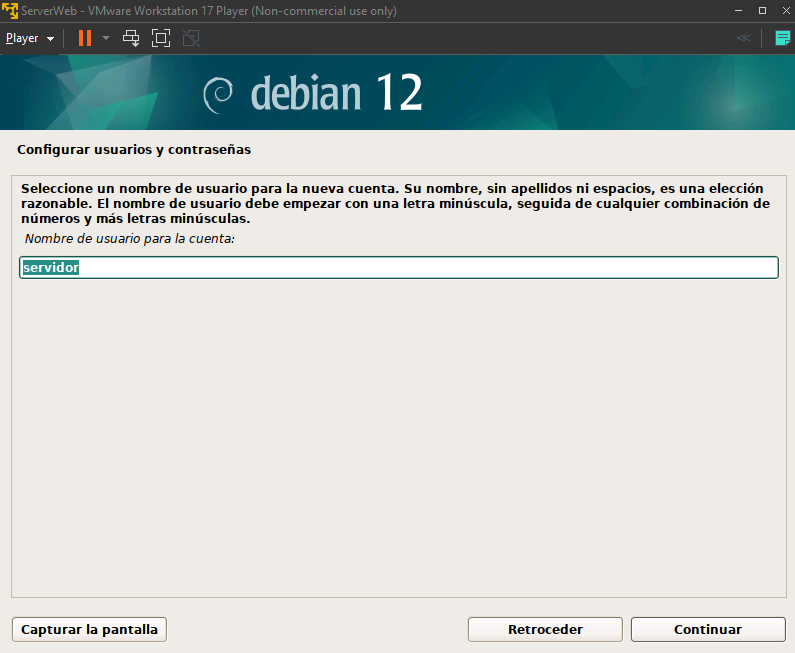 ServerWeb - VMware Workstation 17 Player (Non-commercial use only)
Player
debian 12
Configurar usuarios y contraseñas
Seleccione un nombre de usuario para la nueva cuenta. Su nombre, sin apellidos ni espacios, es una elección
razonable. El nombre de usuario debe empezar con una letra minúscula, seguida de cualquier combinación de
números y más letras minúsculas.
Nombre de usuario para la cuenta:
servidor
Capturar la pantalla
Retroceder
Continuar